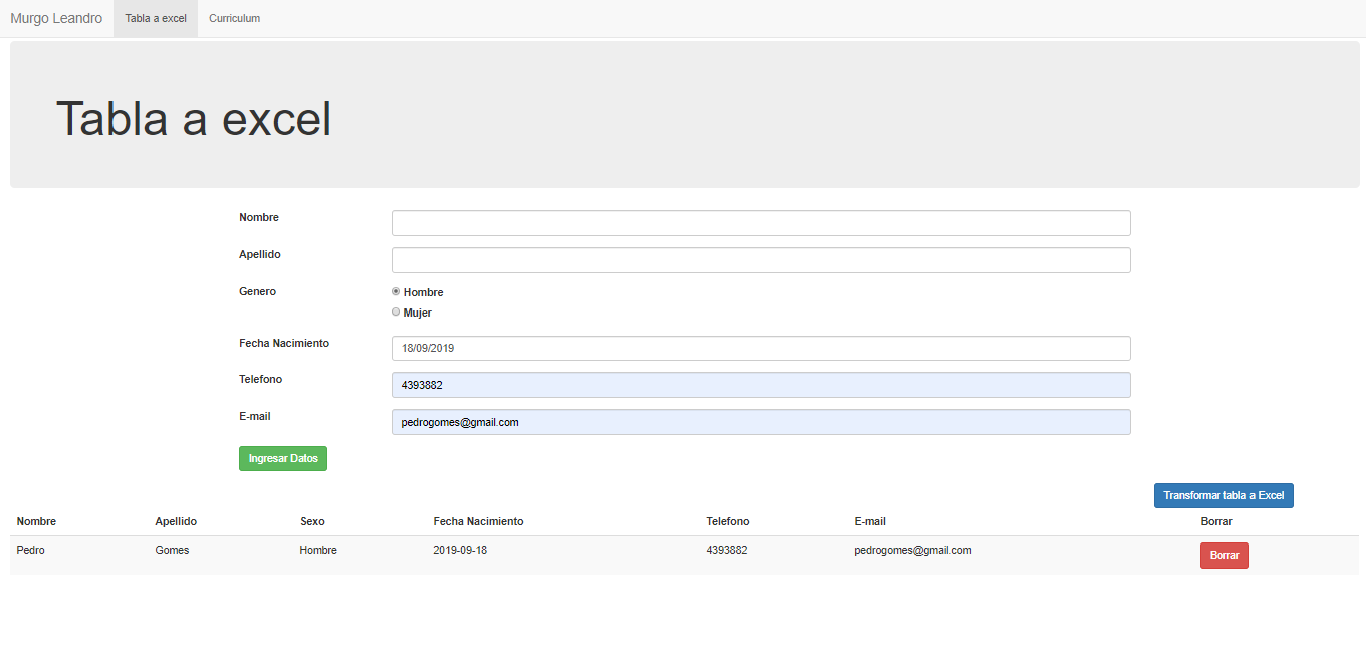 Murgo Leandro Tabla a excel Curriculum
Tabla a excel
Nombre
Apellido
Genero Hombre
Mujer
Fecha Nacimiento 18/09/2019
Telefono 4393882
E-mail pedrogomes@gmail.com
Ingresar Datos
Transformar tabla a Excel
Nombre Apellido Sexo Fecha Nacimiento Telefono E-mail Borrar
Pedro Gomes Hombre 2019-09-18 4393882 pedrogomes@gmail.com Borrar